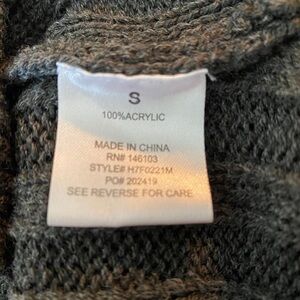 S
100%ACRYLIC
MADE IN CHINA
RN# 146103
STYLE# H7F0221M
PO# 202419
SEE REVERSE FOR CARE